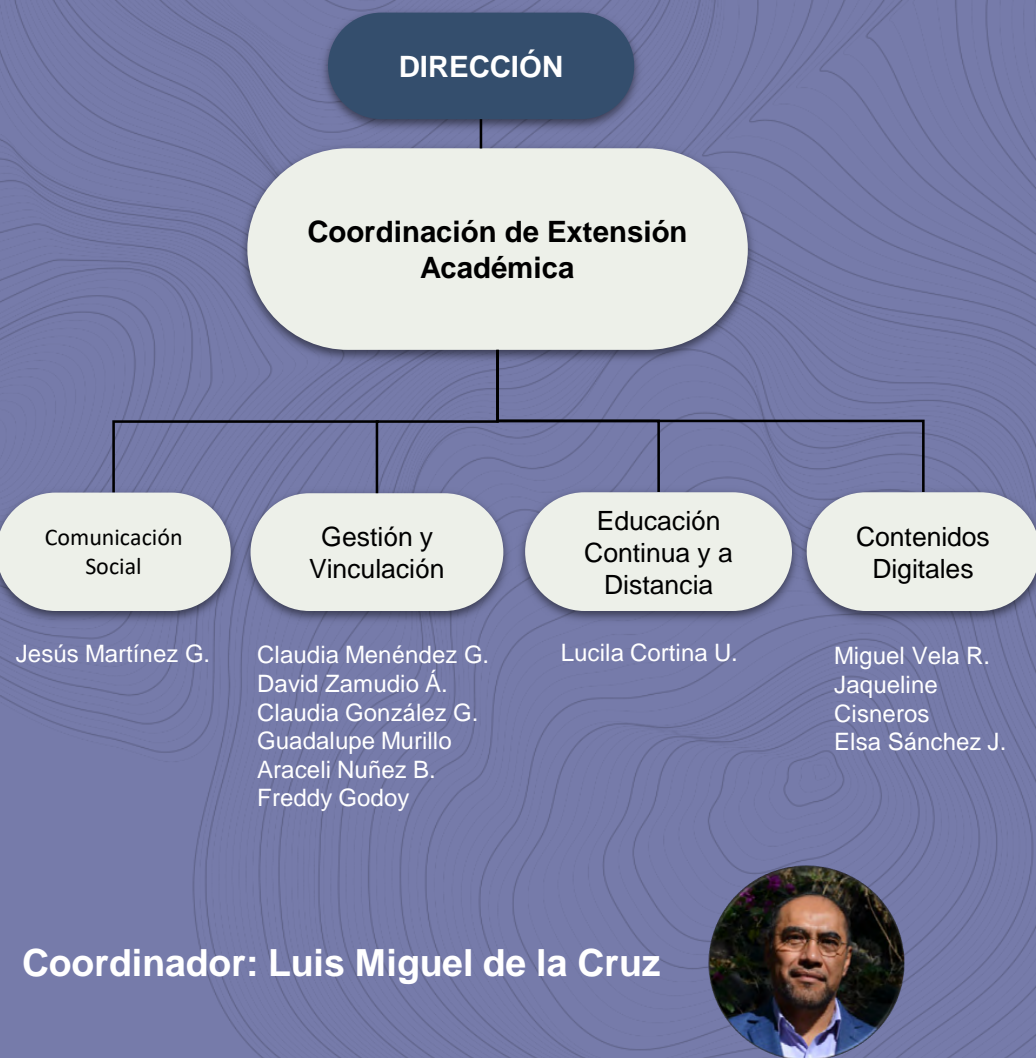 DIRECCIÓN
Coordinación de Extensión
Académica
Comunicación
Social
Gestión y
Vinculación
Educación
Continua y a
Distancia
Contenidos
Digitales
Jesús Martínez G.
Claudia Menéndez G.
David Zamudio Á.
Claudia González G.
Guadalupe Murillo
Araceli Nuñez B.
Freddy Godoy
Lucila Cortina U.
Miguel Vela R.
Jaqueline
Cisneros
Elsa Sánchez J.
Coordinador: Luis Miguel de la Cruz